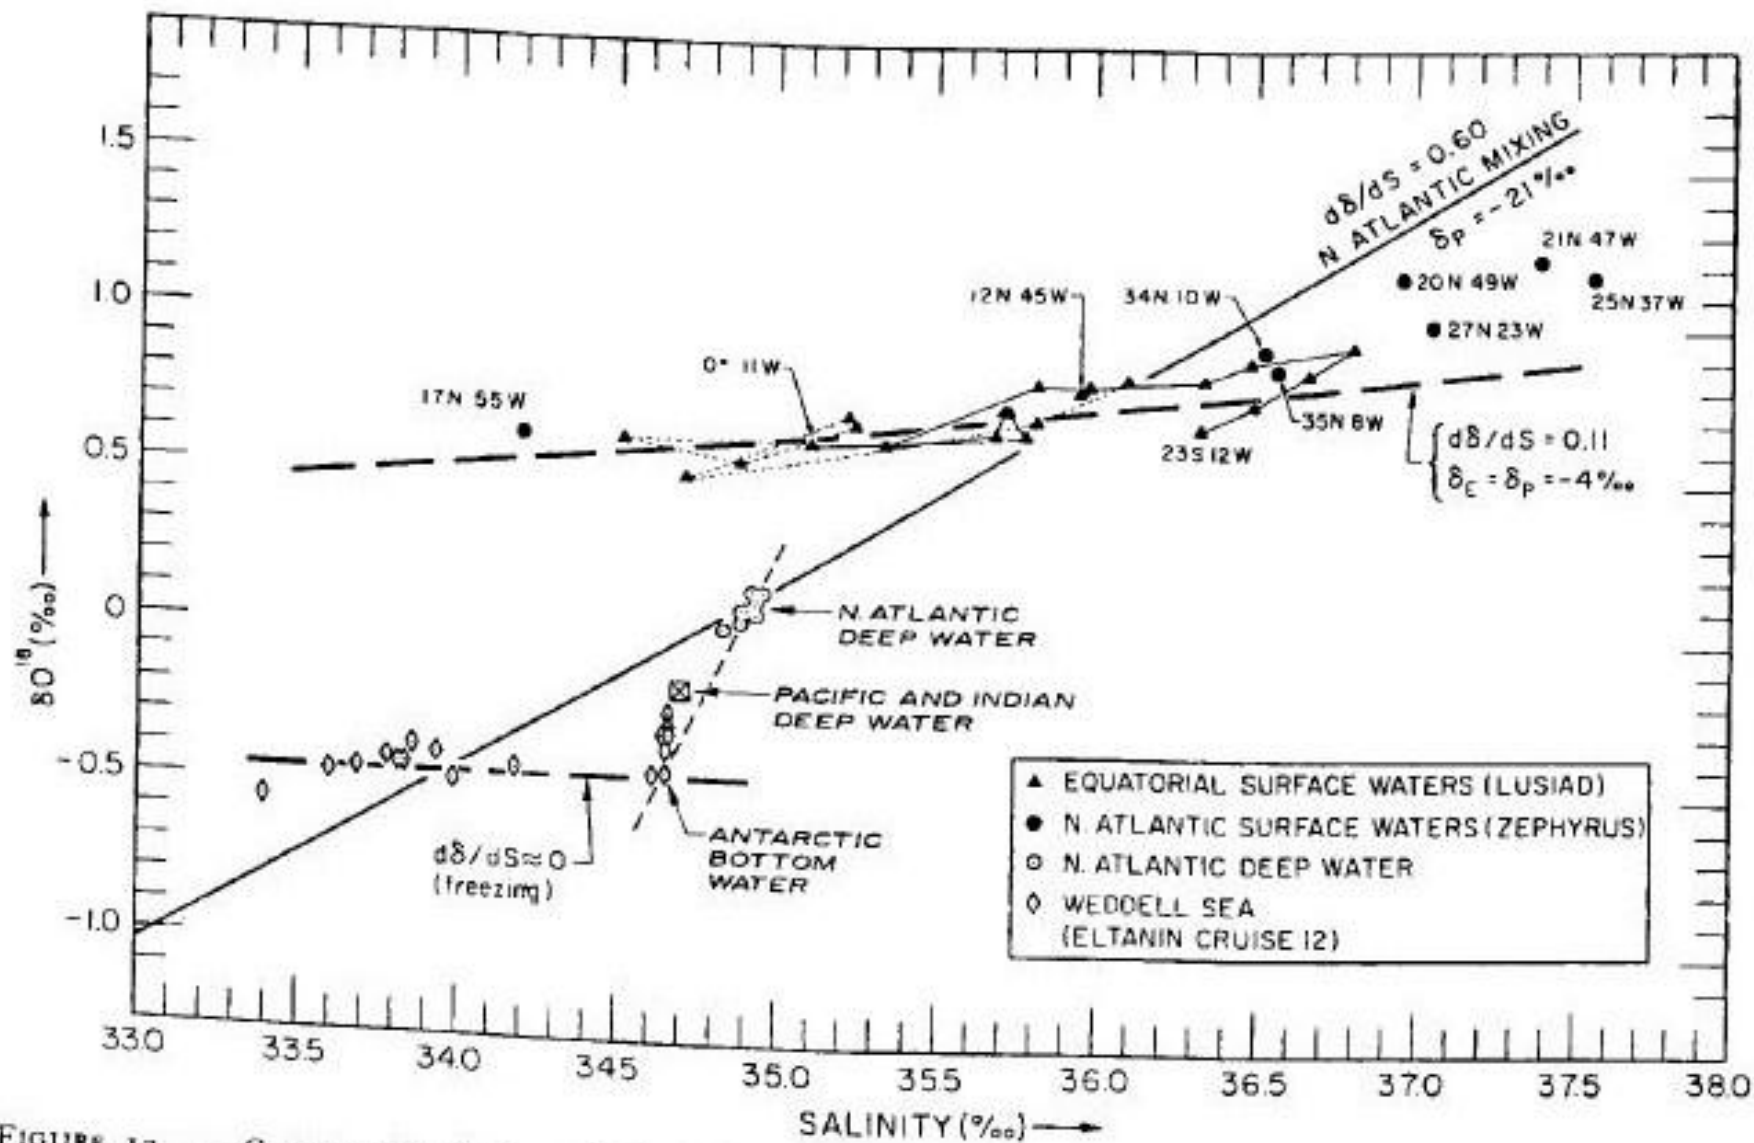 1.5
1.0
0.5
0
-0.5
-1.0
δO¹⁸(‰)
33.0
33.5
34.0
34.5
35.0
35.5
36.0
36.5
37.0
37.5
38.0
SALINITY(‰)
dδ/dS = 0.60
N ATLANTIC MIXING
δP = -21‰
21N 47W
20N 49W
25N 37W
27N 23W
12N 45W
34N 10W
0° 11W
17N 55W
35N 8W
23S 12W
dδ/dS = 0.11
δE = δP = -4‰
N. ATLANTIC
DEEP WATER
PACIFIC AND INDIAN
DEEP WATER
ANTARCTIC
BOTTOM
WATER
dδ/dS≈0
(freezing)
EQUATORIAL SURFACE WATERS (LUSIAD)
N. ATLANTIC SURFACE WATERS (ZEPHYRUS)
N. ATLANTIC DEEP WATER
WEDDELL SEA
(ELTANIN CRUISE 12)
FIGURE